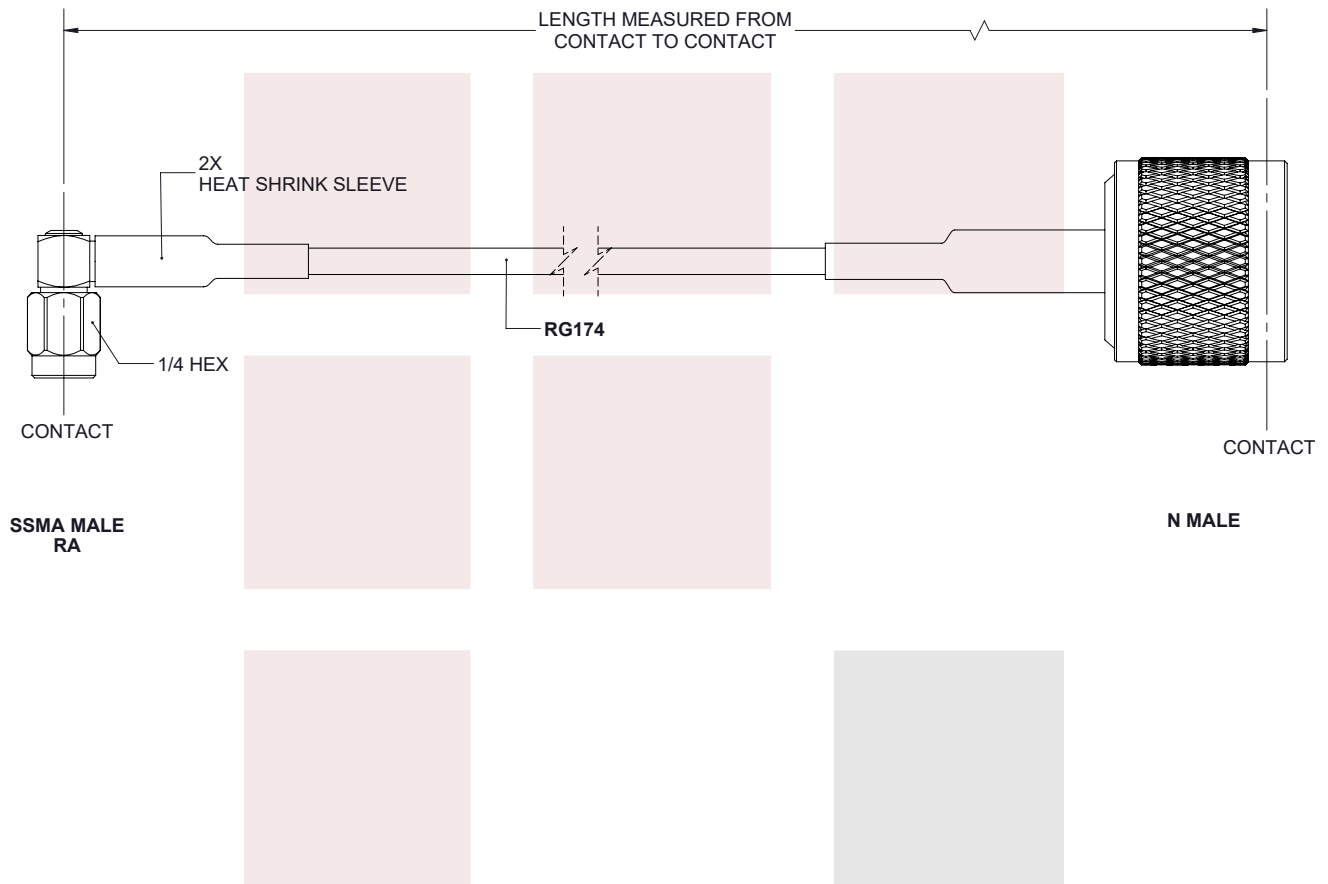 LENGTH MEASURED FROM
CONTACT TO CONTACT
2X
HEAT SHRINK SLEEVE
RG174
1/4 HEX
CONTACT
CONTACT
SSMA MALE
RA
N MALE